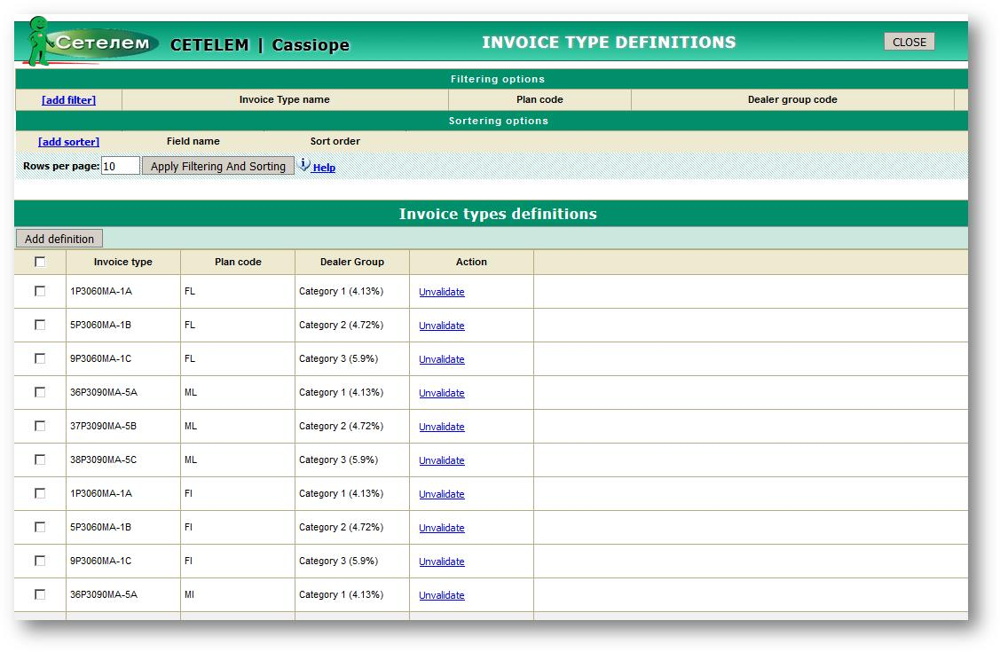 Сетелем CETELEM | Cassiope INVOICE TYPE DEFINITIONS CLOSE
Filtering options
[add filter] Invoice Type name Plan code Dealer group code
Sortering options
[add sorter] Field name Sort order
Rows per page: 10 Apply Filtering And Sorting i Help
Invoice types definitions
Add definition
Invoice type Plan code Dealer Group Action
1P3060MA-1A FL Category 1 (4.13%) Unvalidate
5P3060MA-1B FL Category 2 (4.72%) Unvalidate
9P3060MA-1C FL Category 3 (5.9%) Unvalidate
36P3090MA-5A ML Category 1 (4.13%) Unvalidate
37P3090MA-5B ML Category 2 (4.72%) Unvalidate
38P3090MA-5C ML Category 3 (5.9%) Unvalidate
1P3060MA-1A FI Category 1 (4.13%) Unvalidate
5P3060MA-1B FI Category 2 (4.72%) Unvalidate
9P3060MA-1C FI Category 3 (5.9%) Unvalidate
36P3090MA-5A MI Category 1 (4.13%) Unvalidate